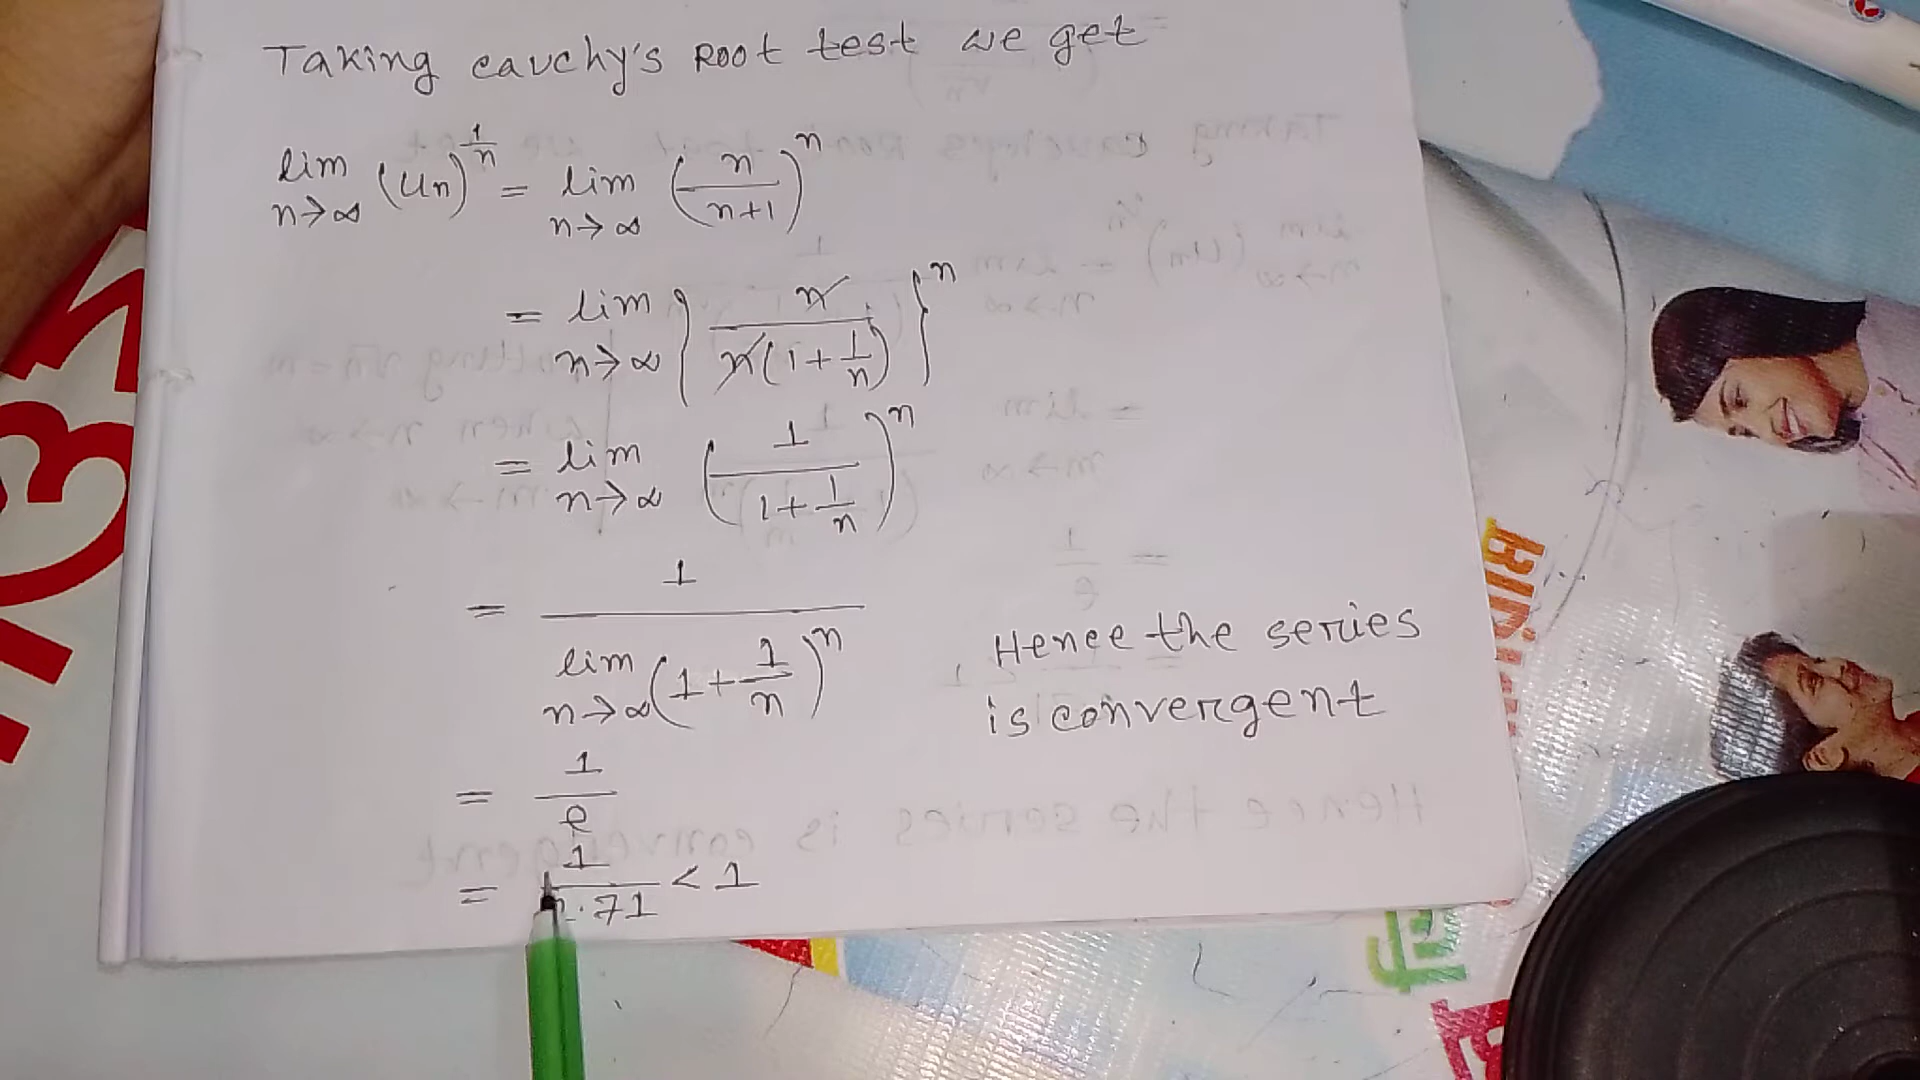 Taking cauchy's Root test we get
lim n→∞ (Un)^1/n = lim n→∞ (n/n+1)^n
= lim n→∞ {n/n(1+1/n)}^n
= lim n→∞ (1/1+1/n)^n
= 1/lim n→∞ (1+1/n)^n
= 1/e
= 1/2.71 < 1
Hence the series
is convergent